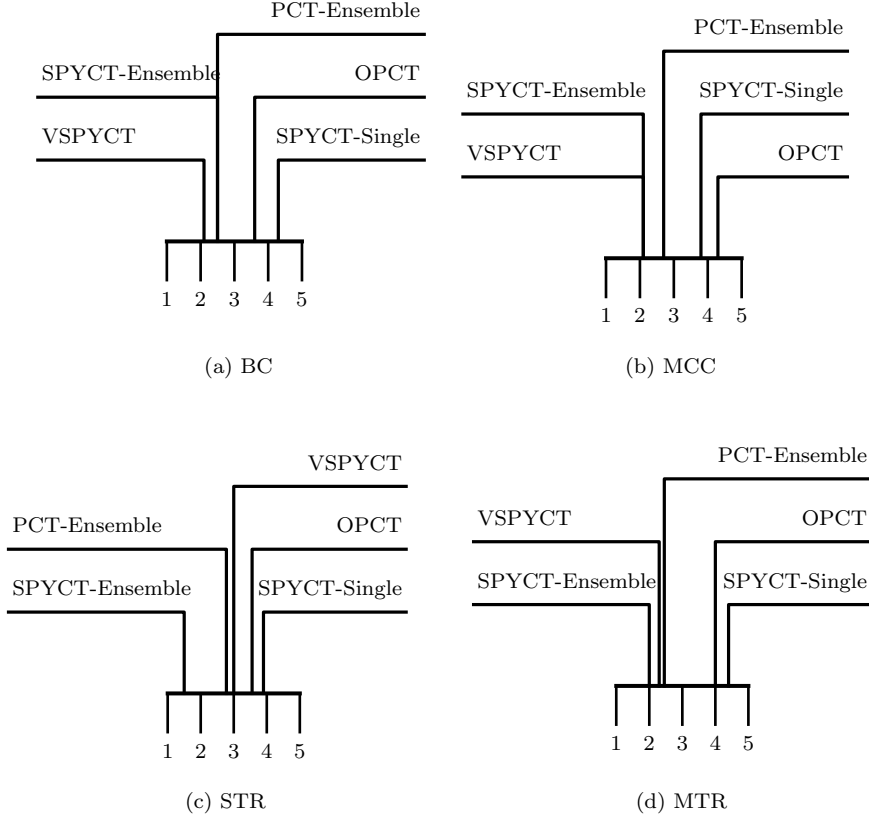 PCT-Ensemble
SPYCT-Ensemble
OPCT
VSPYCT
SPYCT-Single
1 2 3 4 5
(a) BC
PCT-Ensemble
SPYCT-Ensemble
SPYCT-Single
VSPYCT
OPCT
1 2 3 4 5
(b) MCC
VSPYCT
PCT-Ensemble
OPCT
SPYCT-Ensemble
SPYCT-Single
1 2 3 4 5
(c) STR
PCT-Ensemble
VSPYCT
OPCT
SPYCT-Ensemble
SPYCT-Single
1 2 3 4 5
(d) MTR